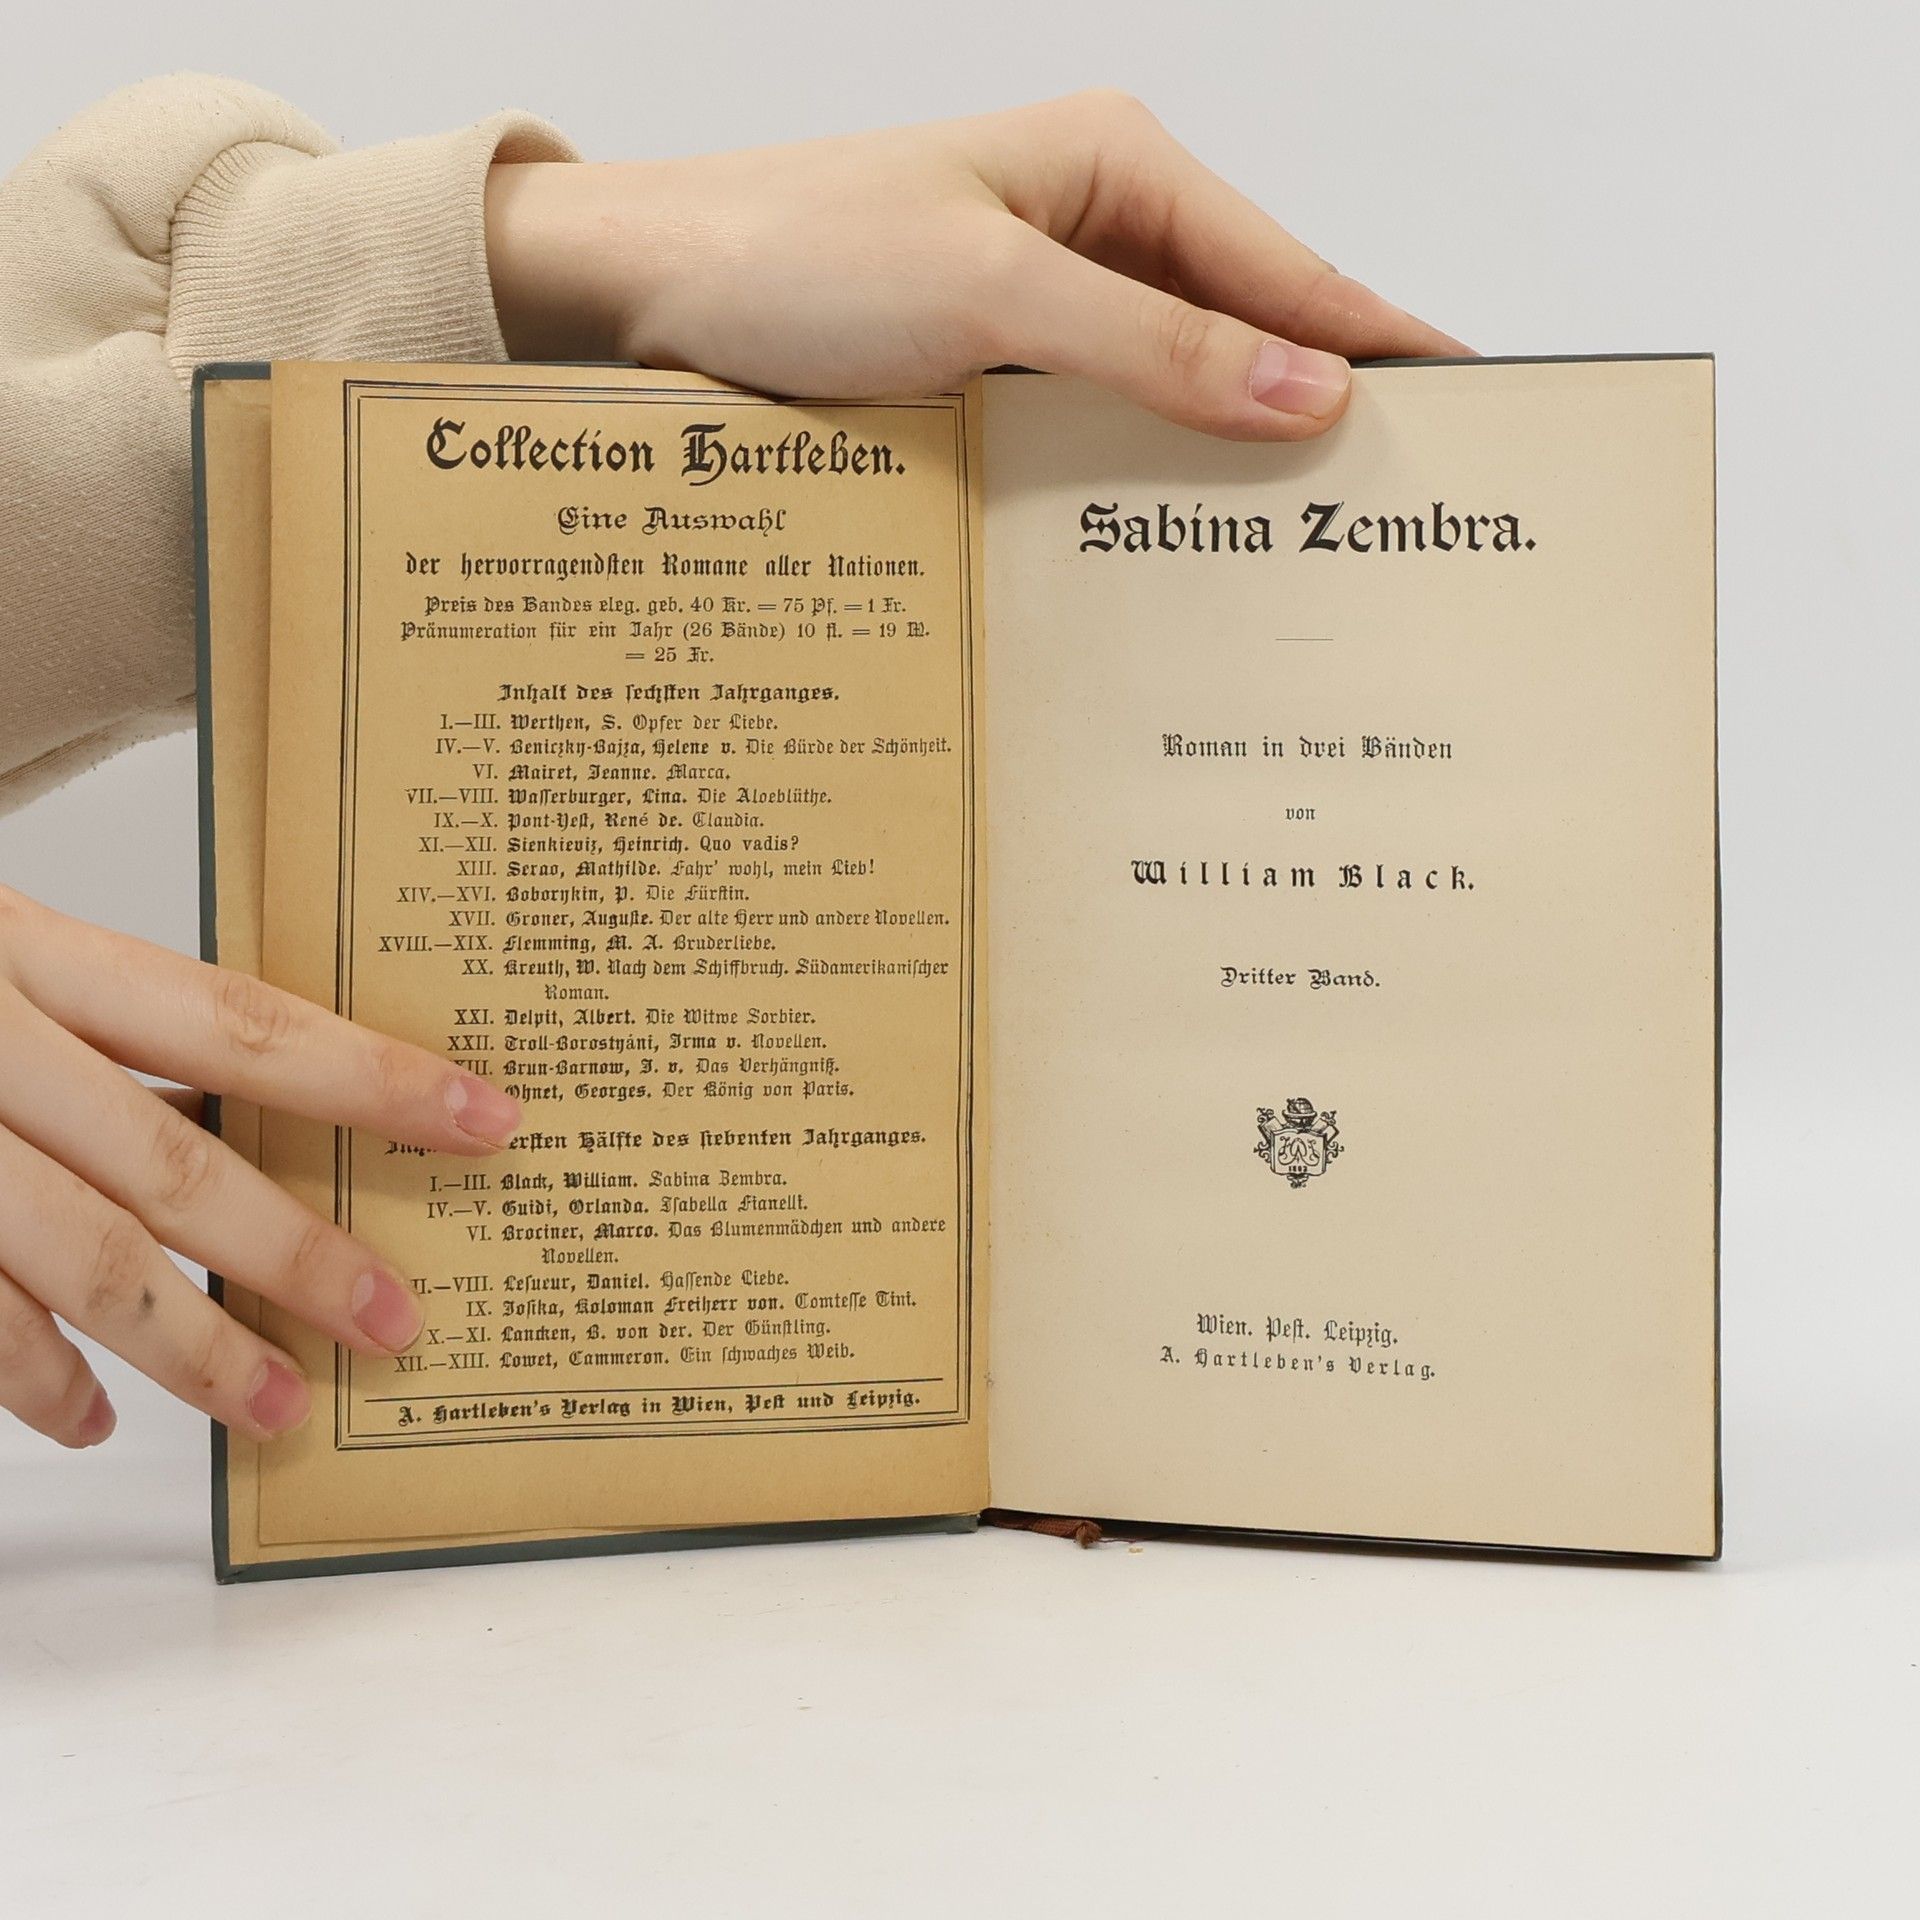 Collection Hartleben.
Eine Auswahl
der hervorragendsten Romane aller Nationen.
Preis des Bandes eleg. geb. 40 Kr. = 75 Pf. = 1 Fr.
Pränumeration für ein Jahr (26 Bände) 10 fl. = 19 M.
= 25 Fr.
Inhalt des sechsten Jahrganges.
I.—III. Werthen, S. Opfer der Liebe.
IV.—V. Beniczky-Bajza, Helene v. Die Bürde der Schönheit.
VI. Mairet, Jeanne. Marca.
VII.—VIII. Wasserburger, Lina. Die Aloeblüthe.
IX.—X. Pont-Jest, René de. Claudia.
XI.—XII. Sienkieviz, Heinrich. Quo vadis?
XIII. Serao, Mathilde. Fahr' wohl, mein Lieb!
XIV.—XVI. Boborykin, P. Die Fürstin.
XVII. Groner, Auguste. Der alte Herr und andere Novellen.
XVIII.—XIX. Flemming, M. A. Bruderliebe.
XX. Kreuth, W. Nach dem Schiffbruch. Südamerikanischer
Roman.
XXI. Delpit, Albert. Die Witwe Sorbier.
XXII. Troll-Borostyáni, Irma v. Novellen.
Brun-Barnow, J. v. Das Verhängniß.
Ohnet, Georges. Der König von Paris.
ersten Hälfte des siebenten Jahrganges.
I.—III. Black, William. Sabina Zembra.
IV.—V. Guidi, Orlanda. Isabella Fianelli.
VI. Brociner, Marco. Das Blumenmädchen und andere
Novellen.
II.—VIII. Lesueur, Daniel. Hassende Liebe.
IX. Josika, Koloman Freiherr von. Comtesse Tini.
X.—XI. Lancken, B. von der. Der Günstling.
XII.—XIII. Lowet, Cammeron. Ein schwaches Weib.
A. Hartleben's Verlag in Wien, Pest und Leipzig.
Sabina Zembra.
Roman in drei Bänden
von
William Black.
Dritter Band.
Wien. Pest. Leipzig.
A. Hartleben's Verlag.